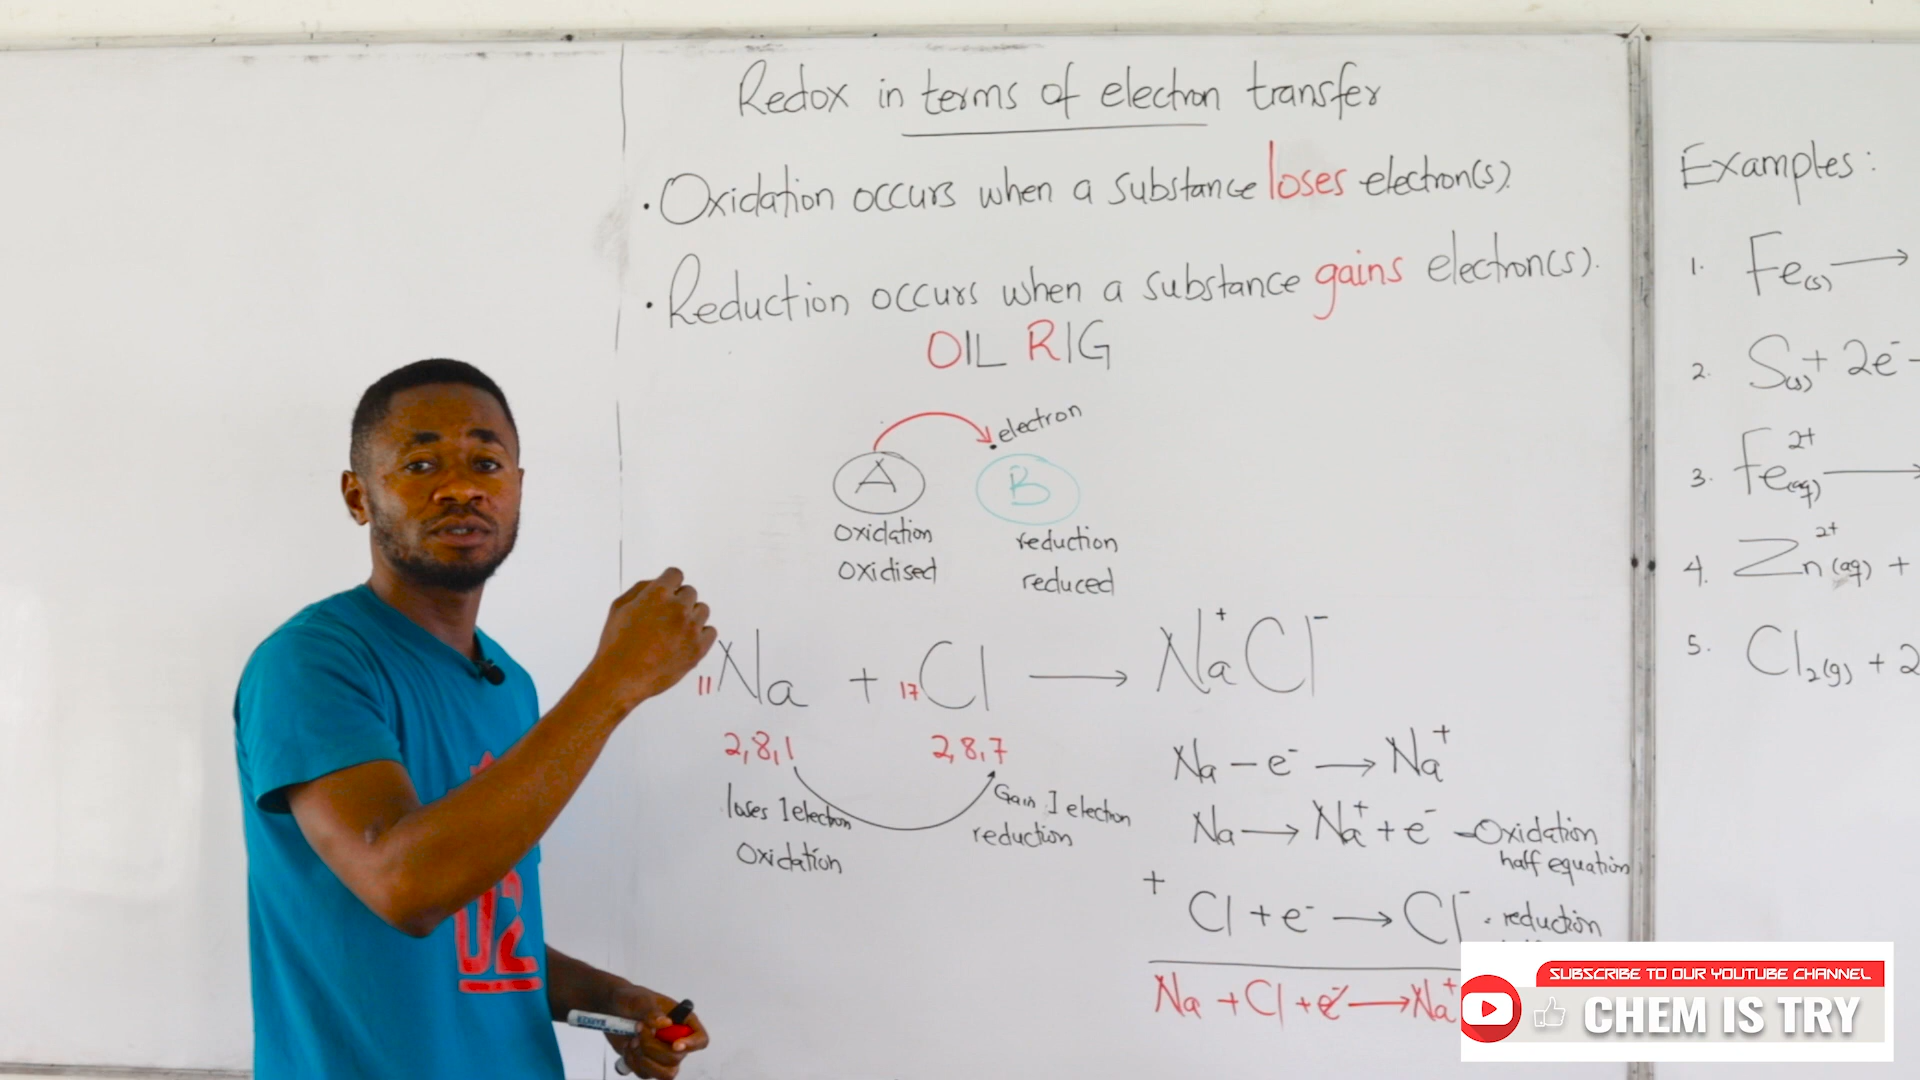 Redox in terms of electron transfer
· Oxidation occurs when a substance loses electron(s).
· Reduction occurs when a substance gains electron(s).
OIL RIG
electron
A
B
oxidation
oxidised
reduction
reduced
₁₁Na + ₁₇Cl → Na⁺Cl⁻
2,8,1
2,8,7
loses 1 electron
Oxidation
Gain 1 electron
reduction
Na – e⁻ → Na⁺
Na → Na⁺ + e⁻ – Oxidation
half equation
+
Cl + e⁻ → Cl⁻ · reduction
Na + Cl + e⁻ → Na⁺
Examples:
1. Fe(s) →
2. S(s) + 2e⁻
3. Fe²⁺(aq) →
4. Zn²⁺(aq) +
5. Cl₂(g) + 2
02
SUBSCRIBE TO OUR YOUTUBE CHANNEL
CHEM IS TRY